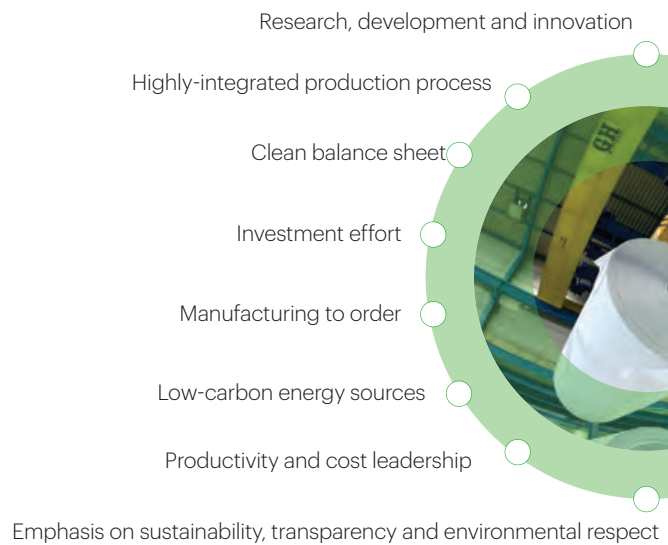 Research, development and innovation
Highly-integrated production process
GH
Clean balance sheet
Investment effort
Manufacturing to order
Low-carbon energy sources
Productivity and cost leadership
Emphasis on sustainability, transparency and environmental respect